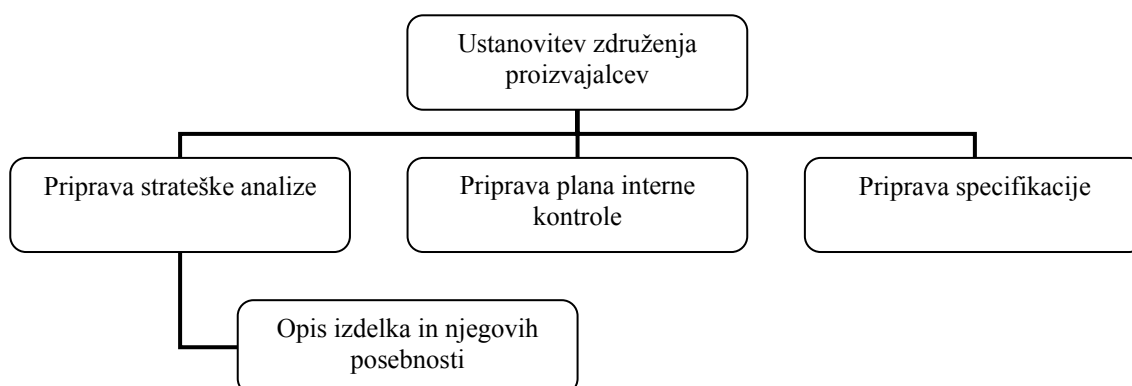 Ustanovitev združenja
proizvajalcev
Priprava strateške analize
Priprava plana interne
kontrole
Priprava specifikacije
Opis izdelka in njegovih
posebnosti